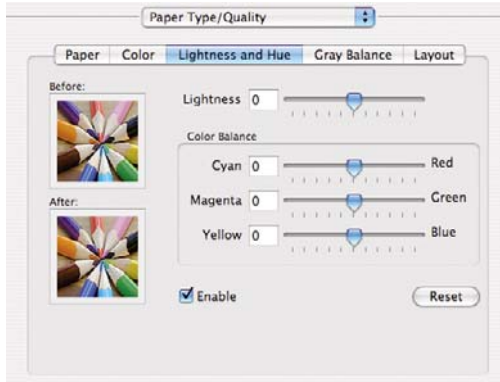 Paper Type/Quality
Paper Color Lightness and Hue Gray Balance Layout
Before:
Lightness 0
Color Balance
Cyan 0 Red
After:
Magenta 0 Green
Yellow 0 Blue
Enable Reset